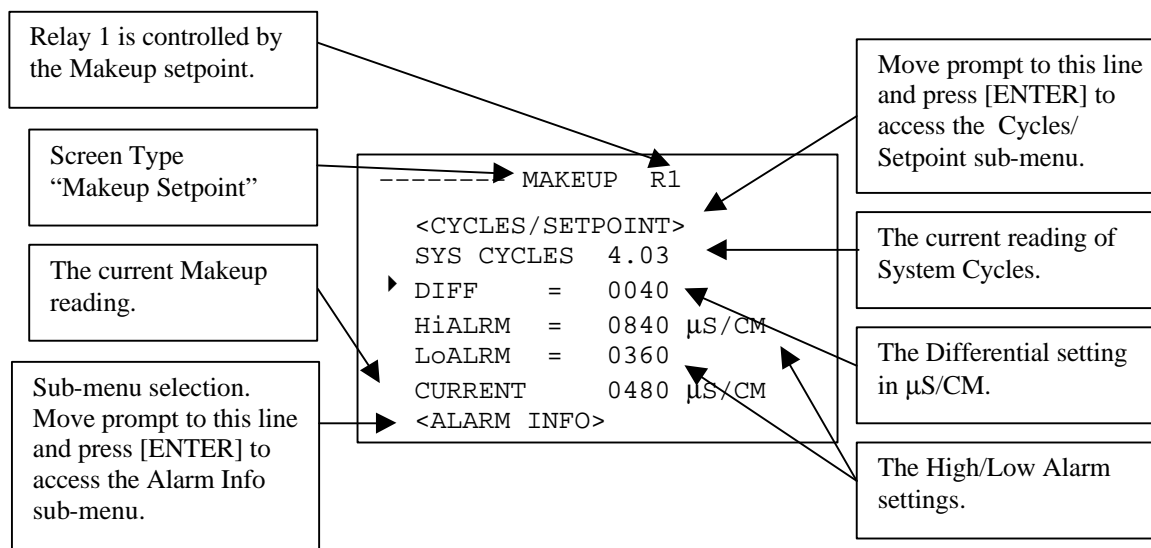 Relay 1 is controlled by
the Makeup setpoint.
Screen Type
“Makeup Setpoint”
The current Makeup
reading.
Sub-menu selection.
Move prompt to this line
and press [ENTER] to
access the Alarm Info
sub-menu.
------- MAKEUP R1
<CYCLES/SETPOINT>
SYS CYCLES 4.03
DIFF = 0040
HiALRM = 0840 µS/CM
LoALRM = 0360
CURRENT 0480 µS/CM
<ALARM INFO>
Move prompt to this line
and press [ENTER] to
access the Cycles/
Setpoint sub-menu.
The current reading of
System Cycles.
The Differential setting
in µS/CM.
The High/Low Alarm
settings.